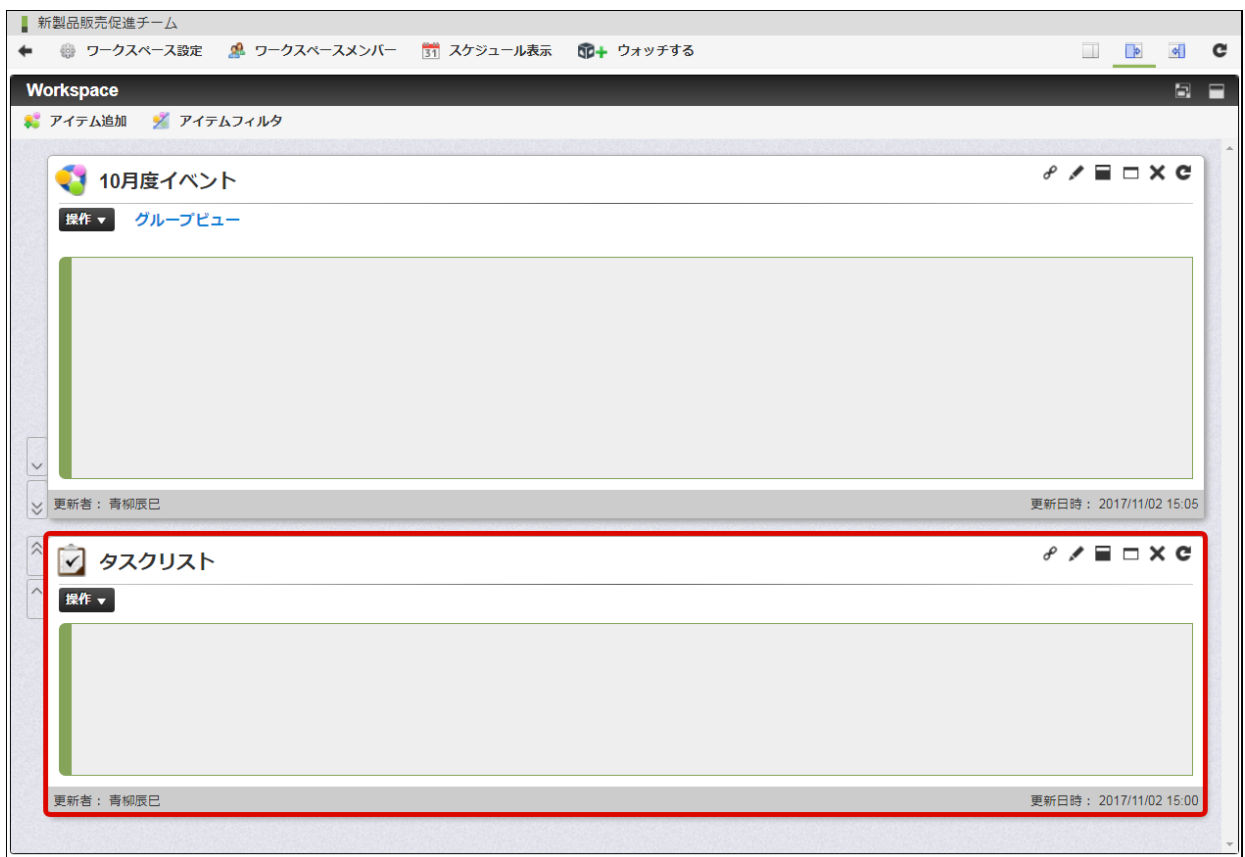 新製品販売促進チーム
ワークスペース設定 ワークスペースメンバー 31 スケジュール表示 ウォッチする
Workspace
アイテム追加 アイテムフィルタ
10月度イベント
操作 グループビュー
更新者： 青柳辰巳 更新日時： 2017/11/02 15:05
タスクリスト
操作
更新者： 青柳辰巳 更新日時： 2017/11/02 15:00